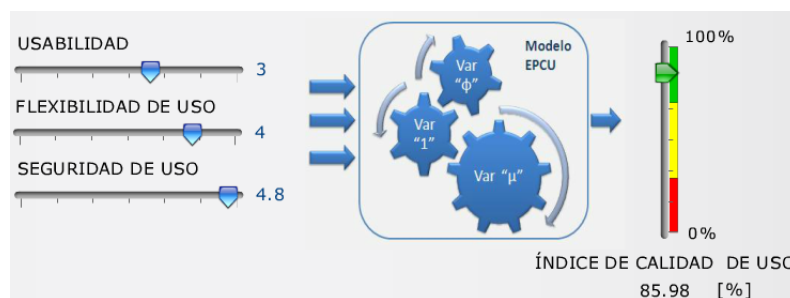 USABILIDAD
3
FLEXIBILIDAD DE USO
4
SEGURIDAD DE USO
4.8
Modelo
EPCU
Var
"ϕ"
Var
"1"
Var "μ"
100%
0%
ÍNDICE DE CALIDAD DE USO
85.98 [%]